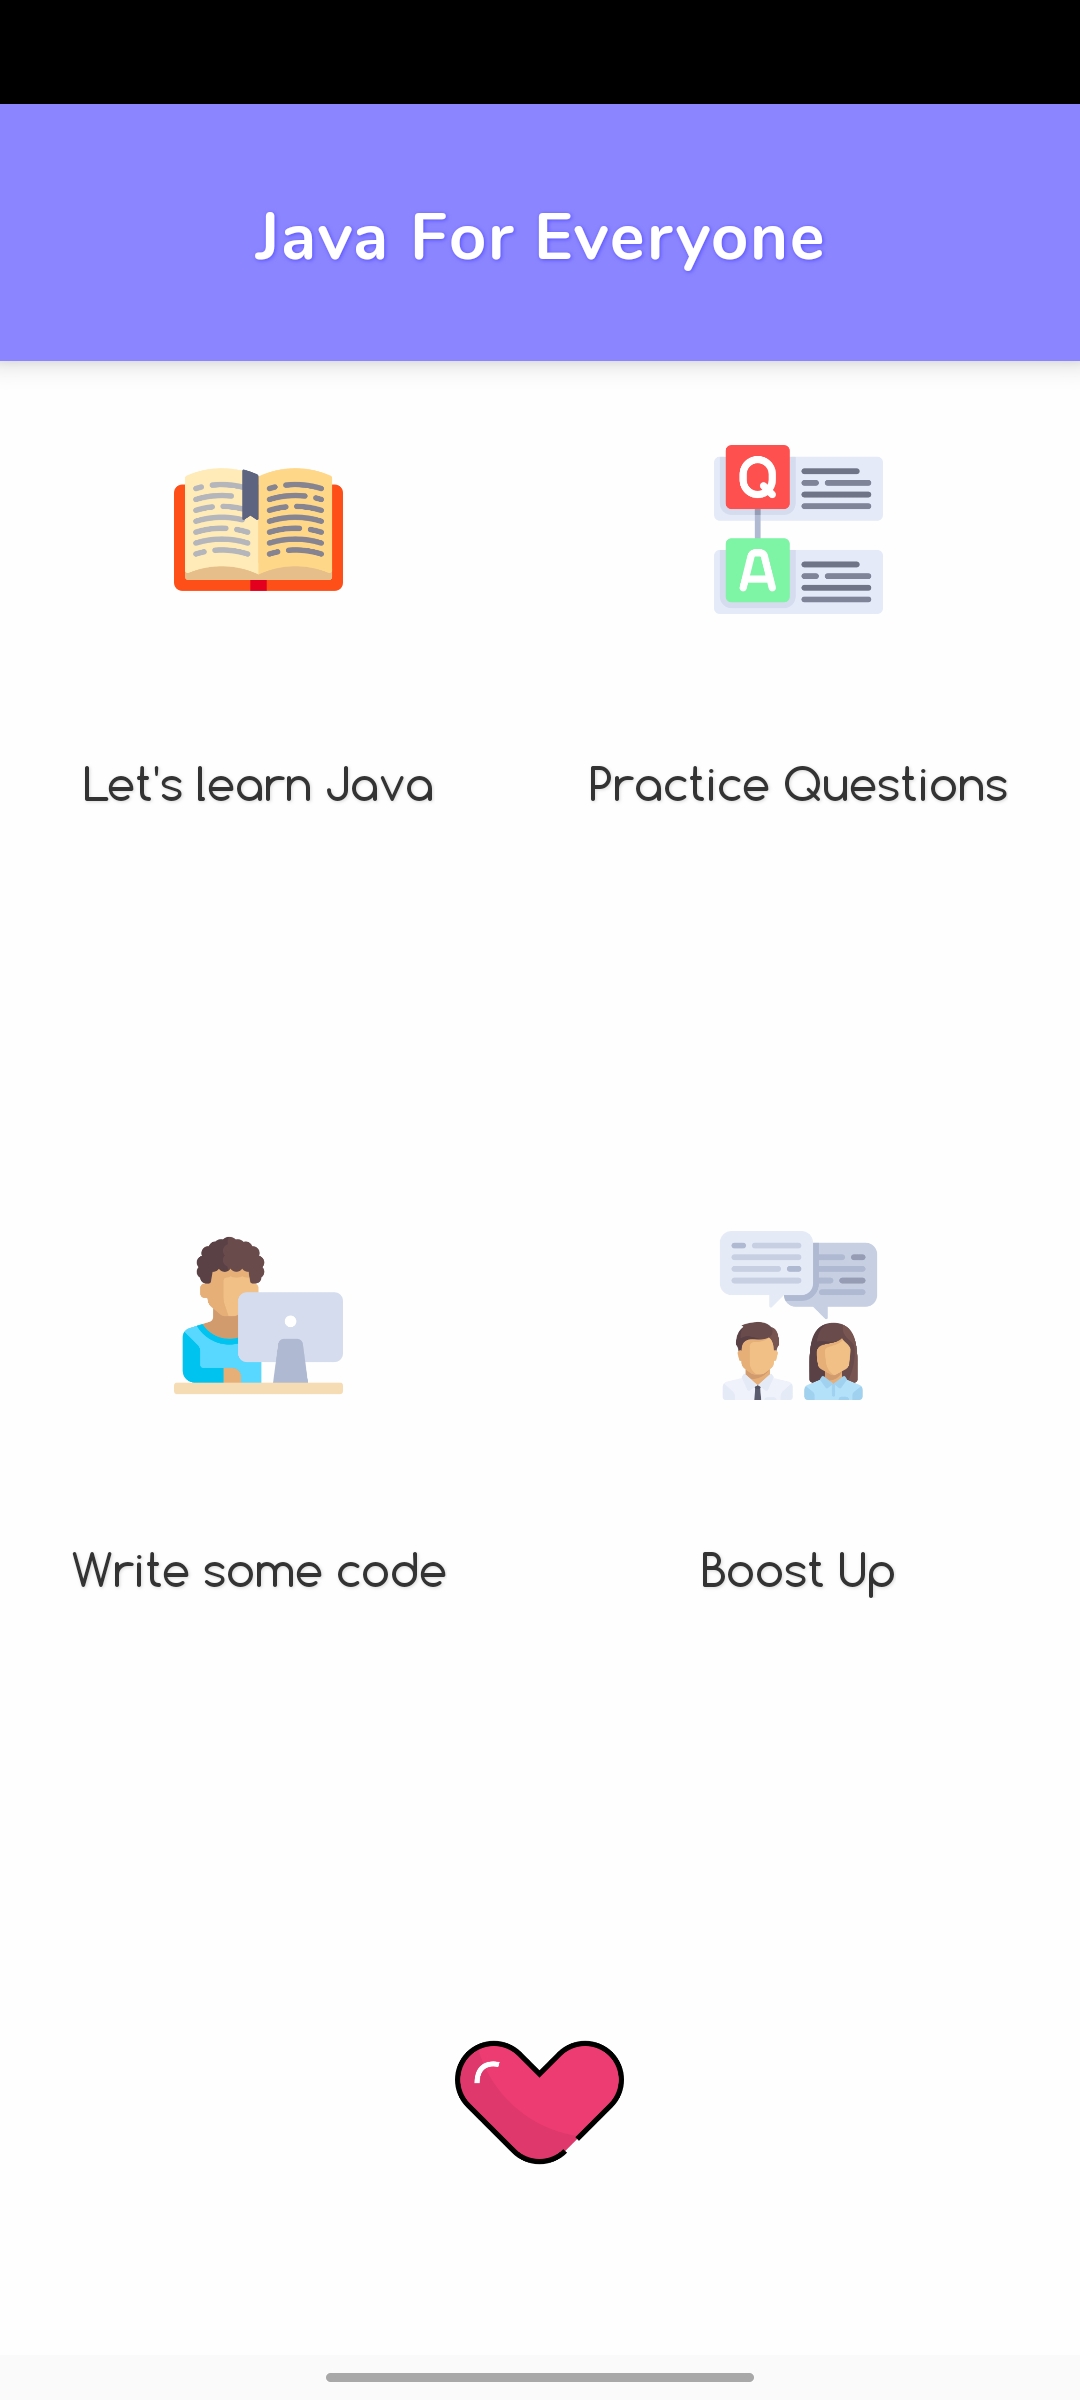 Java For Everyone
Q
A
Let's learn Java
Practice Questions
Write some code
Boost Up